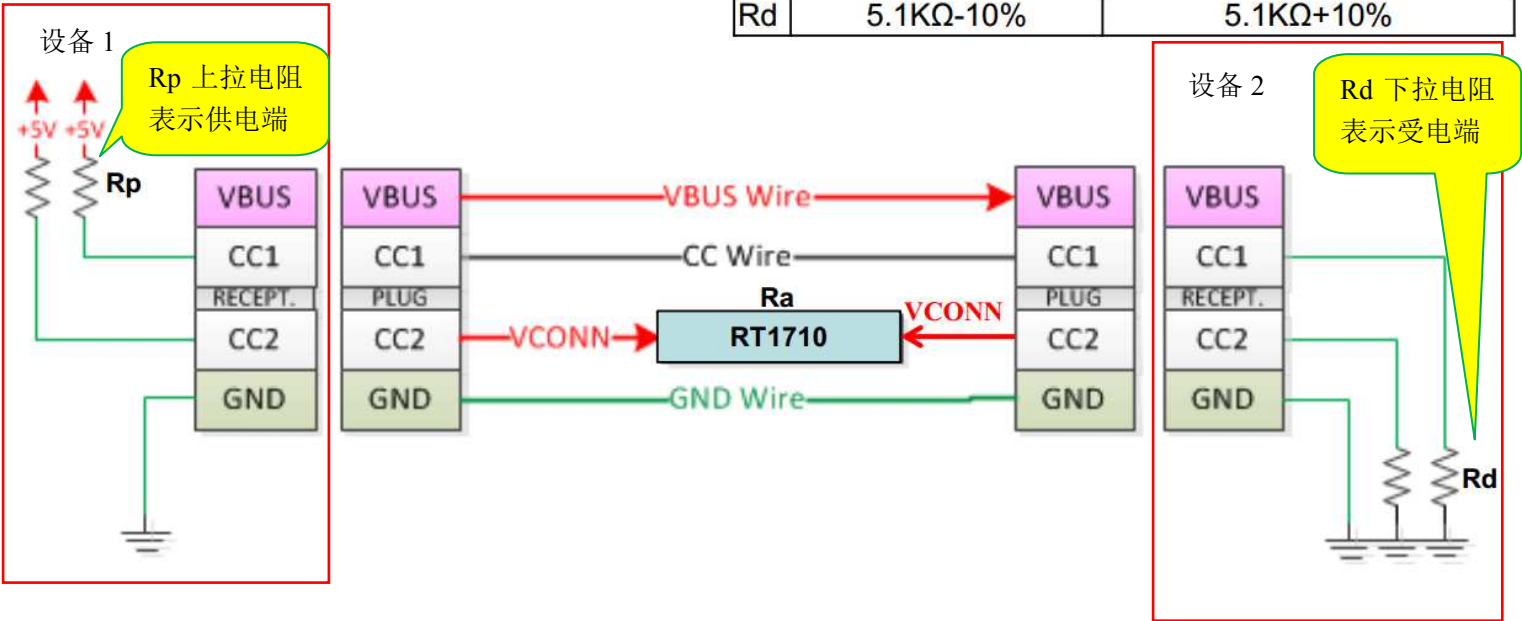 Rd 5.1KΩ-10% 5.1KΩ+10%
设备 1
Rp 上拉电阻
表示供电端
+5V +5V
Rp
VBUS
CC1
RECEPT.
CC2
GND
VBUS
CC1
PLUG
CC2
GND
VBUS Wire
CC Wire
Ra
RT1710
VCONN
VCONN
GND Wire
VBUS
CC1
PLUG
CC2
GND
设备 2
Rd 下拉电阻
表示受电端
VBUS
CC1
RECEPT.
CC2
GND
Rd